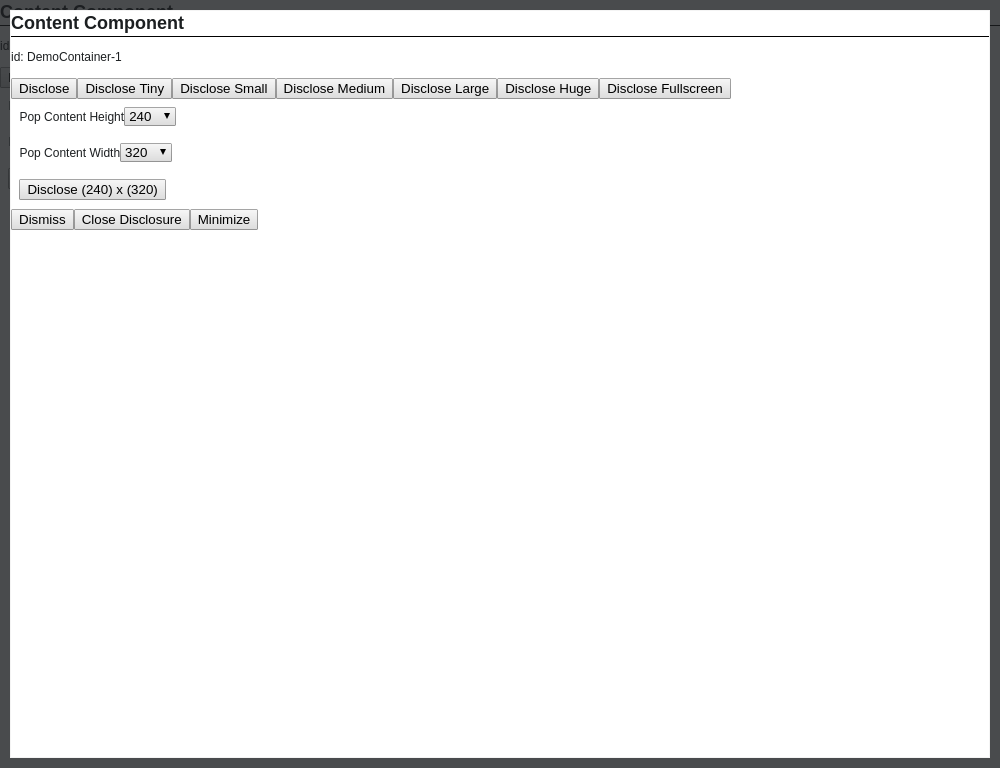 Content Component
id: DemoContainer-1
Disclose Disclose Tiny Disclose Small Disclose Medium Disclose Large Disclose Huge Disclose Fullscreen
Pop Content Height 240
Pop Content Width 320
Disclose (240) x (320)
Dismiss Close Disclosure Minimize